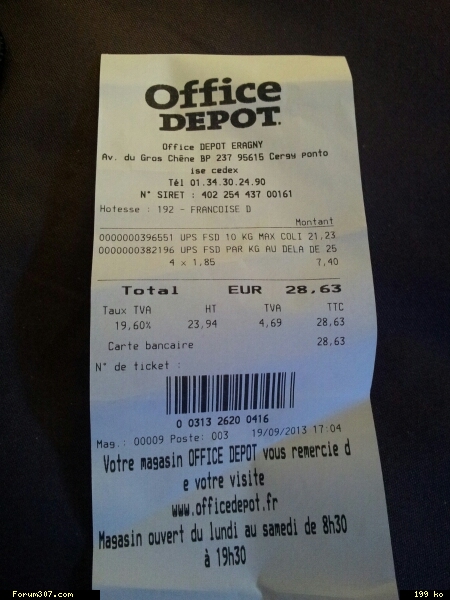 Office
DEPOT.
Office DEPOT ERAGNY
Av. du Gros Chêne BP 237 95615 Cergy ponto
ise cedex
Tél 01.34.30.24.90
N° SIRET : 402 254 437 00161
Hotesse : 192 - FRANCOISE D
Montant
0000000396551 UPS FSD 10 KG MAX COLI 21,23
0000000382196 UPS FSD PAR KG AU DELA DE 25
4 x 1,85 7,40
Total EUR 28,63
Taux TVA HT TVA TTC
19,60% 23,94 4,69 28,63
Carte bancaire 28,63
N° de ticket :
0 0313 2620 0416
Mag.: 00009 Poste: 003 19/09/2013 17:04
Votre magasin OFFICE DEPOT vous remercie d
e votre visite
www.officedepot.fr
Magasin ouvert du lundi au samedi de 8h30
à 19h30
Forum307.com 199 ko